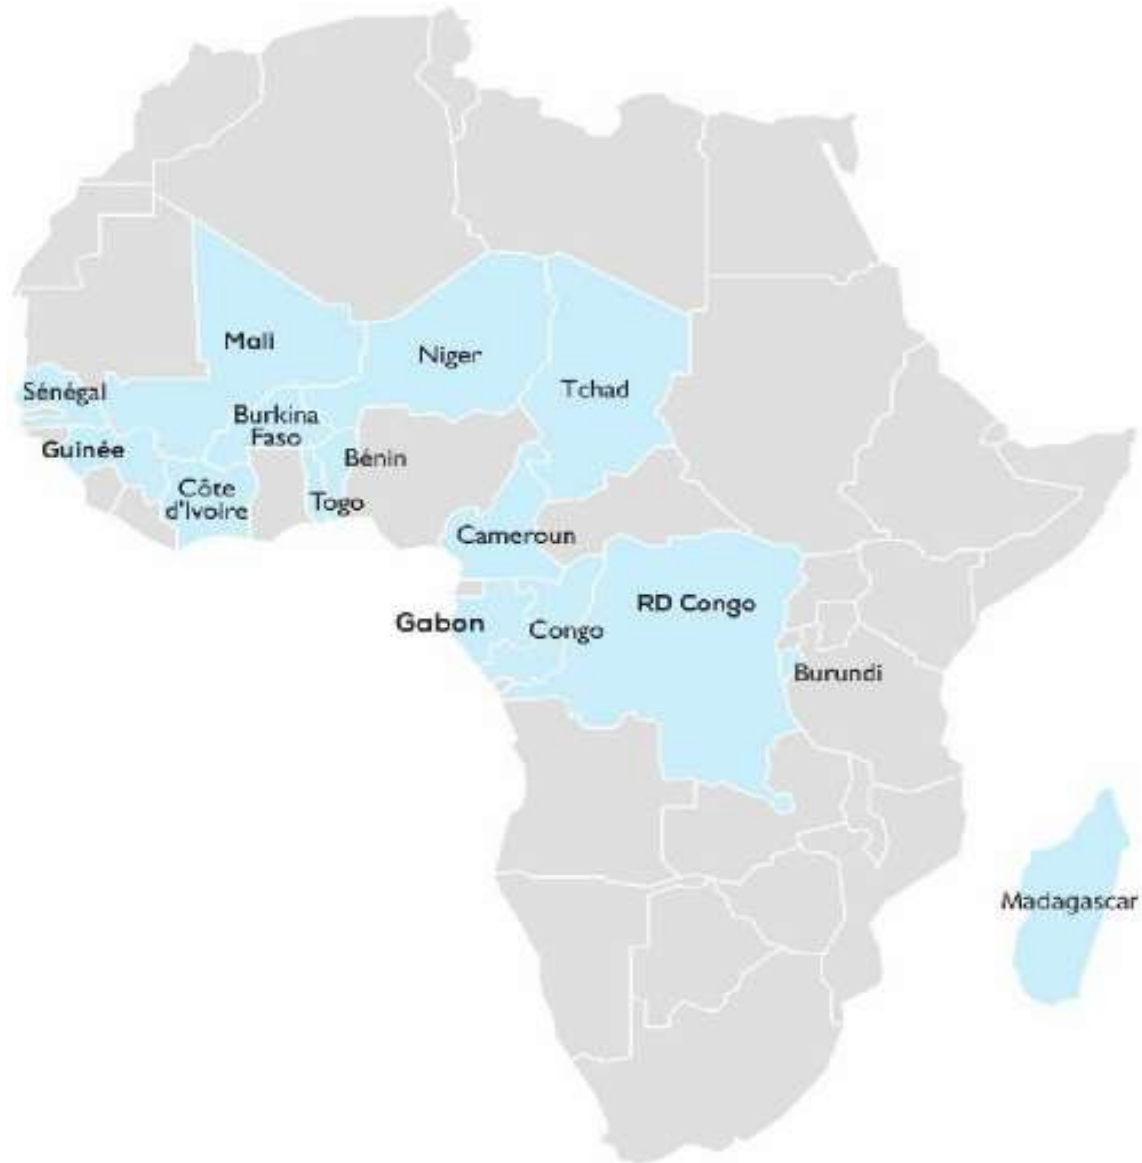 Mali
Niger
Tchad
Sénégal
Burkina
Faso
Guinée
Bénin
Côte
d'Ivoire
Togo
Cameroun
RD Congo
Gabon
Congo
Burundi
Madagascar